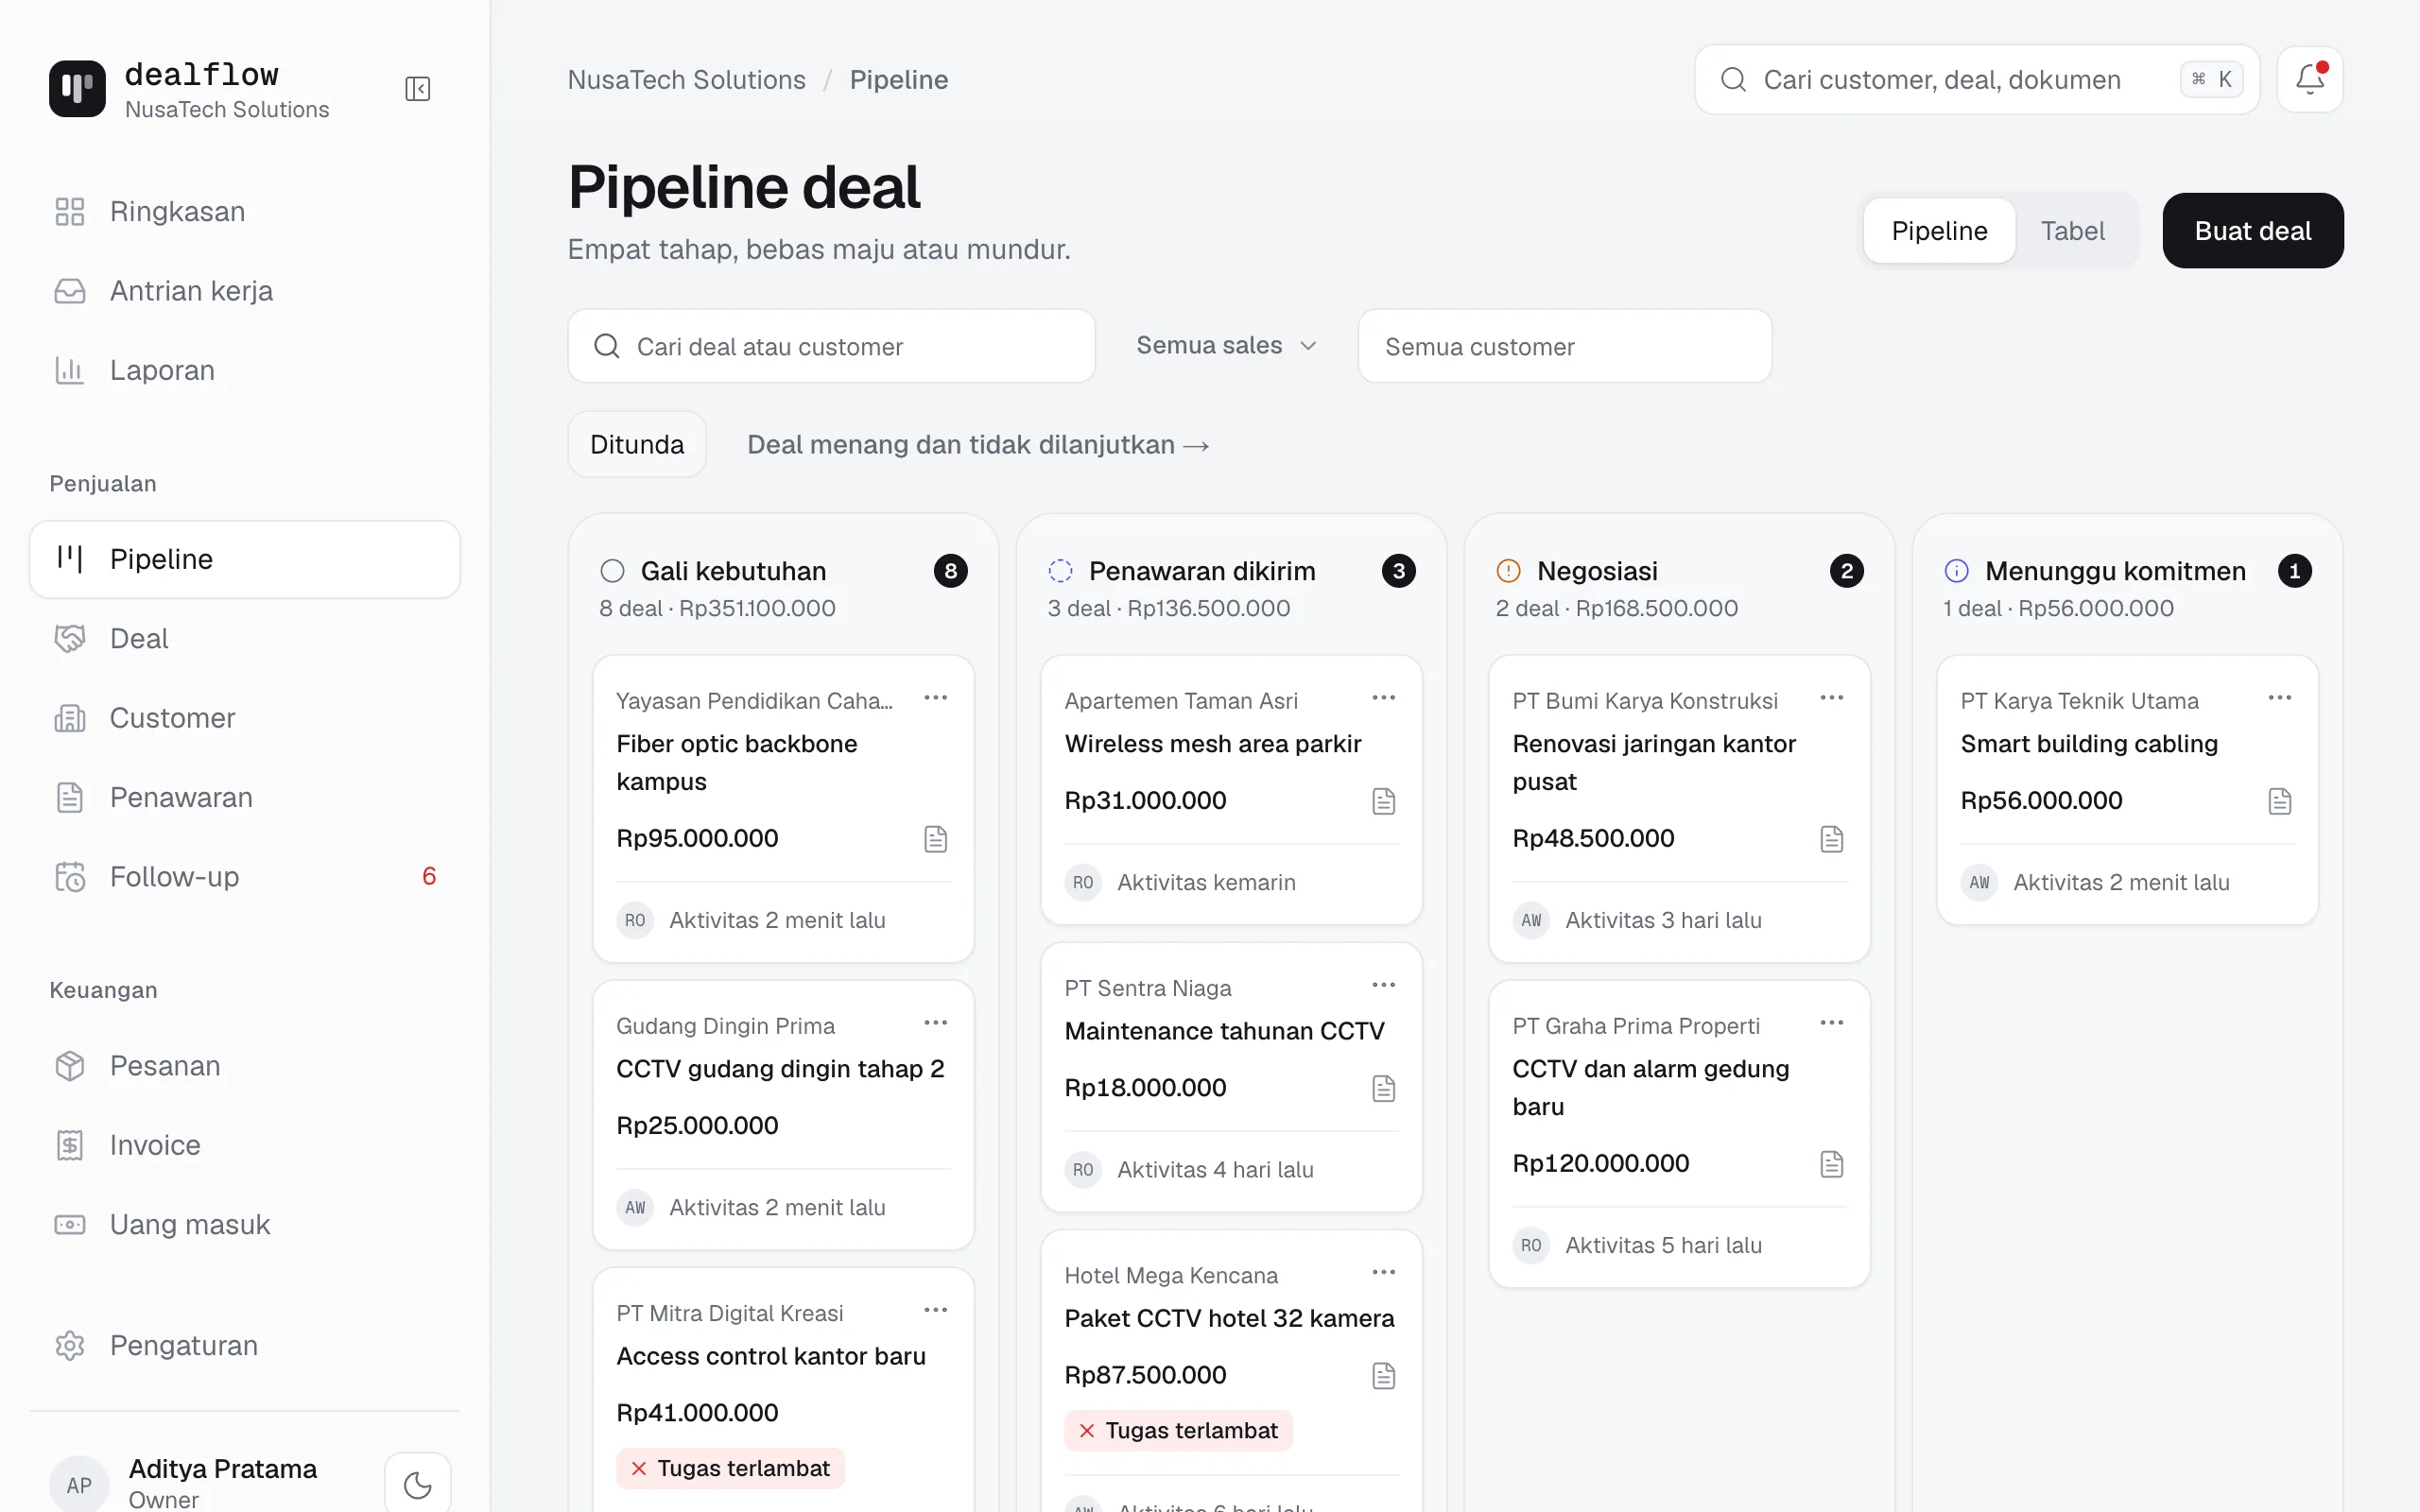 dealflow
NusaTech Solutions
Ringkasan
Antrian kerja
Laporan
Penjualan
Pipeline
Deal
Customer
Penawaran
Follow-up 6
Keuangan
Pesanan
Invoice
Uang masuk
Pengaturan
AP
Aditya Pratama
Owner
NusaTech Solutions / Pipeline
Cari customer, deal, dokumen ⌘ K
Pipeline deal
Empat tahap, bebas maju atau mundur.
Pipeline Tabel Buat deal
Cari deal atau customer
Semua sales
Semua customer
Ditunda Deal menang dan tidak dilanjutkan →
Gali kebutuhan 8
8 deal · Rp351.100.000
Yayasan Pendidikan Caha...
Fiber optic backbone
kampus
Rp95.000.000
RO Aktivitas 2 menit lalu
Gudang Dingin Prima
CCTV gudang dingin tahap 2
Rp25.000.000
AW Aktivitas 2 menit lalu
PT Mitra Digital Kreasi
Access control kantor baru
Rp41.000.000
Tugas terlambat
Penawaran dikirim 3
3 deal · Rp136.500.000
Apartemen Taman Asri
Wireless mesh area parkir
Rp31.000.000
RO Aktivitas kemarin
PT Sentra Niaga
Maintenance tahunan CCTV
Rp18.000.000
RO Aktivitas 4 hari lalu
Hotel Mega Kencana
Paket CCTV hotel 32 kamera
Rp87.500.000
Tugas terlambat
AW Aktivitas 6 hari lalu
Negosiasi 2
2 deal · Rp168.500.000
PT Bumi Karya Konstruksi
Renovasi jaringan kantor
pusat
Rp48.500.000
AW Aktivitas 3 hari lalu
PT Graha Prima Properti
CCTV dan alarm gedung
baru
Rp120.000.000
RO Aktivitas 5 hari lalu
Menunggu komitmen 1
1 deal · Rp56.000.000
PT Karya Teknik Utama
Smart building cabling
Rp56.000.000
AW Aktivitas 2 menit lalu